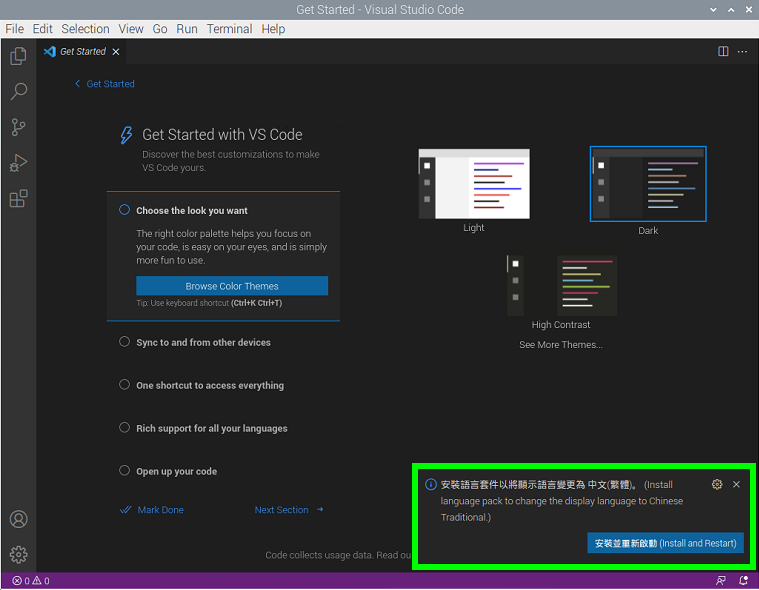 Get Started - Visual Studio Code
File Edit Selection View Go Run Terminal Help
Get Started
Get Started
Get Started with VS Code
Discover the best customizations to make
VS Code yours.
Choose the look you want
The right color palette helps you focus on
your code, is easy on your eyes, and is simply
more fun to use.
Browse Color Themes
Tip: Use keyboard shortcut (Ctrl+K Ctrl+T)
Sync to and from other devices
One shortcut to access everything
Rich support for all your languages
Open up your code
Mark Done Next Section
Light
Dark
High Contrast
See More Themes...
Code collects usage data. Read ou
安裝語言套件以將顯示語言變更為 中文(繁體)。 (Install
language pack to change the display language to Chinese
Traditional.)
安裝並重新啟動 (Install and Restart)
0 0